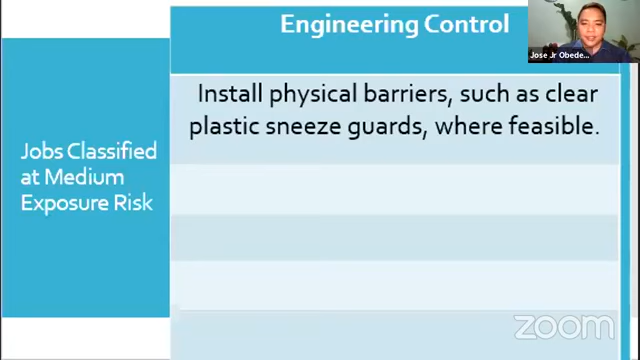 Engineering Control
Jose Jr Obede...
Install physical barriers, such as clear
plastic sneeze guards, where feasible.
Jobs Classified
at Medium
Exposure Risk
zoom